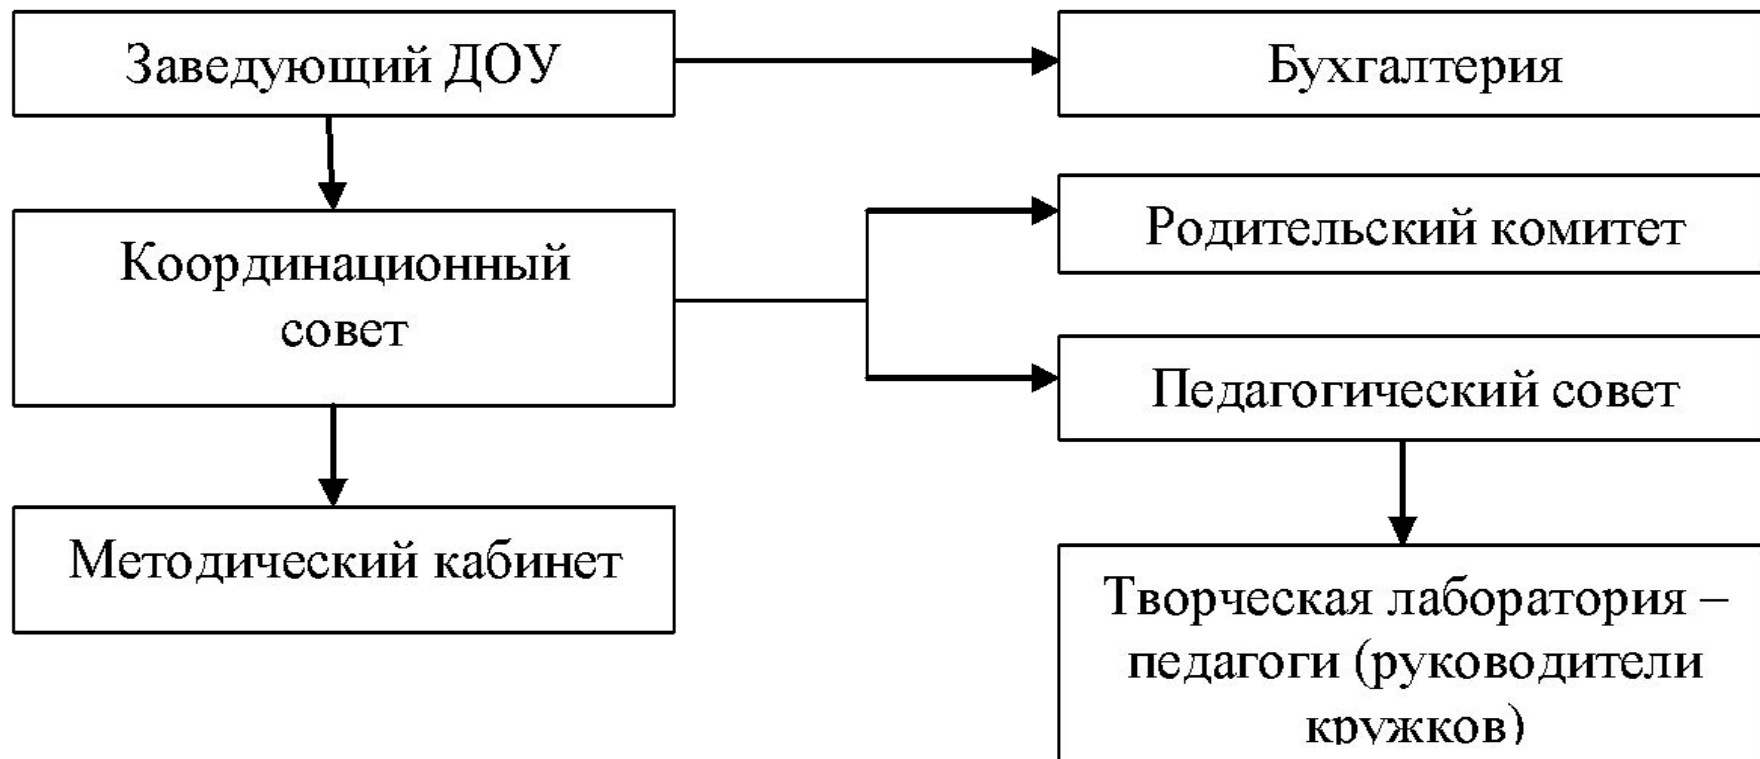 Заведующий ДОУ
Бухгалтерия
Родительский комитет
Координационный
совет
Педагогический совет
Методический кабинет
Творческая лаборатория –
педагоги (руководители
кружков)